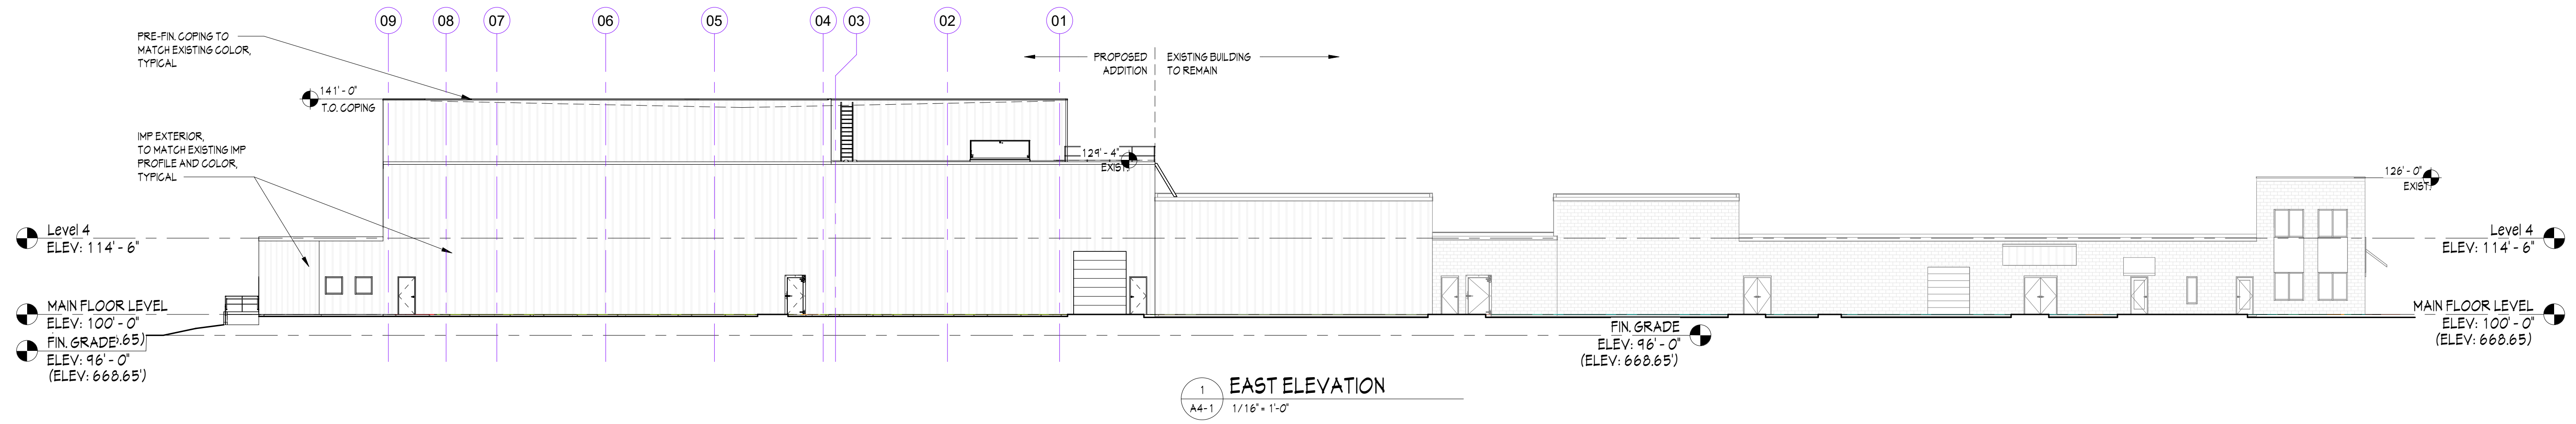 09 08 07 06 05 04 03 02 01
PRE-FIN. COPING TO
MATCH EXISTING COLOR,
TYPICAL
PROPOSED
ADDITION
EXISTING BUILDING
TO REMAIN
141' - 0"
T.O. COPING
IMP EXTERIOR,
TO MATCH EXISTING IMP
PROFILE AND COLOR,
TYPICAL
129' - 4"
EXIST.
126' - 0"
EXIST.
Level 4
ELEV: 114' - 6"
Level 4
ELEV: 114' - 6"
MAIN FLOOR LEVEL
ELEV: 100' - 0"
.65)
FIN. GRADE
ELEV: 96' - 0"
(ELEV: 668.65')
FIN. GRADE
ELEV: 96' - 0"
(ELEV: 668.65')
MAIN FLOOR LEVEL
ELEV: 100' - 0"
(ELEV: 668.65)
1
A4-1
EAST ELEVATION
1/16" = 1'-0"